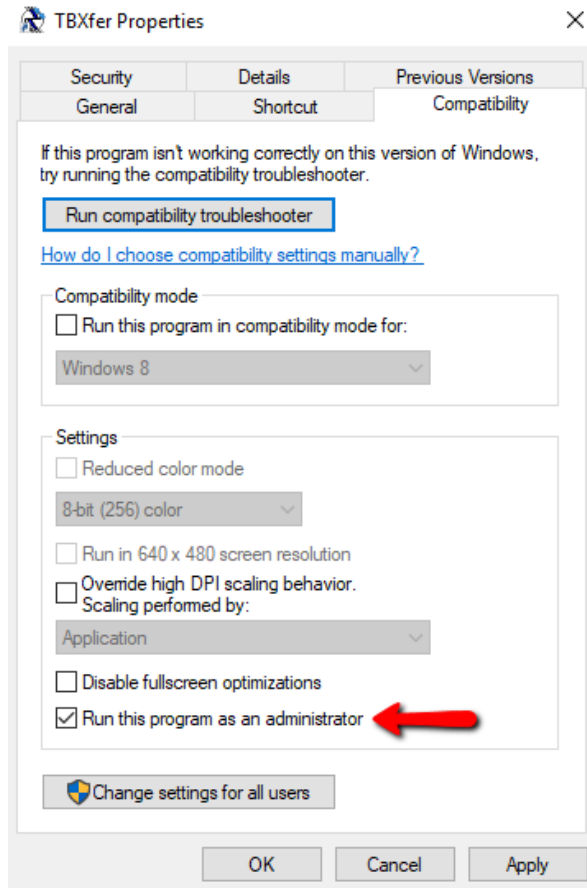 TBXfer Properties
Security Details Previous Versions
General Shortcut Compatibility
If this program isn't working correctly on this version of Windows,
try running the compatibility troubleshooter.
Run compatibility troubleshooter
How do I choose compatibility settings manually?
Compatibility mode
Run this program in compatibility mode for:
Windows 8
Settings
Reduced color mode
8-bit (256) color
Run in 640 x 480 screen resolution
Override high DPI scaling behavior.
Scaling performed by:
Application
Disable fullscreen optimizations
Run this program as an administrator
Change settings for all users
OK Cancel Apply